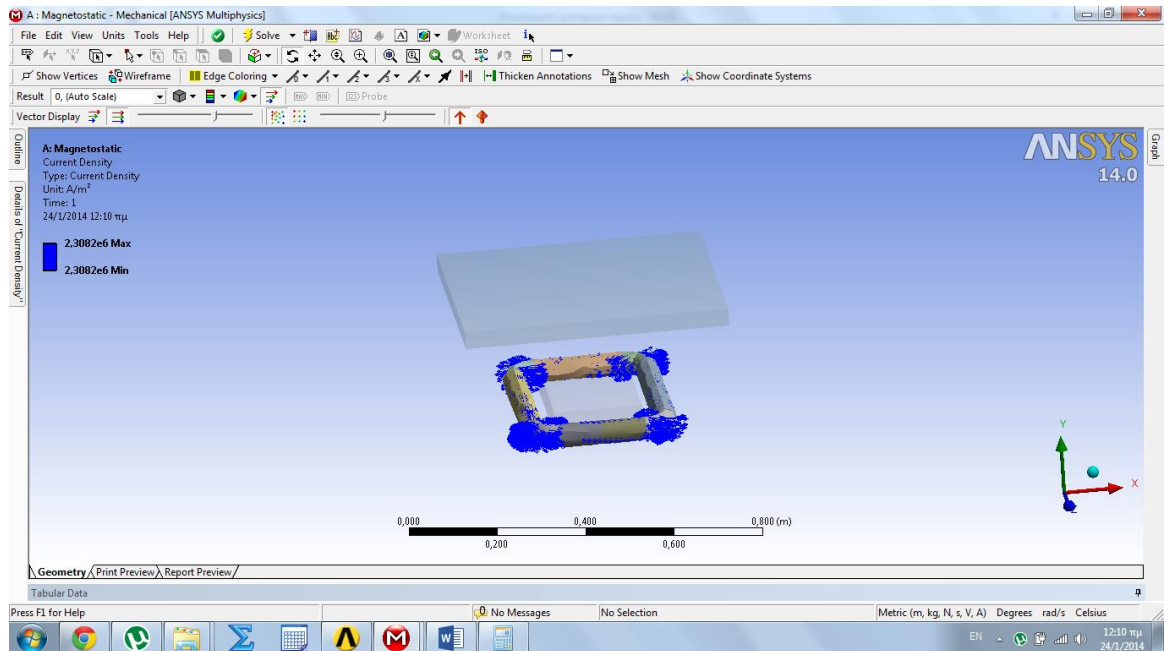 A : Magnetostatic - Mechanical [ANSYS Multiphysics]
File Edit View Units Tools Help Solve Worksheet
Show Vertices Wireframe Edge Coloring Thicken Annotations Show Mesh Show Coordinate Systems
Result 0, (Auto Scale) Probe
Vector Display
Outline
Details of "Current Density"
Graph
A: Magnetostatic
Current Density
Type: Current Density
Unit: A/m²
Time: 1
24/1/2014 12:10 πμ
2,3082e6 Max
2,3082e6 Min
ANSYS
14.0
Y
X
Z
0,000 0,400 0,800 (m)
0,200 0,600
Geometry Print Preview Report Preview
Tabular Data
Press F1 for Help No Messages No Selection Metric (m, kg, N, s, V, A) Degrees rad/s Celsius
EN 12:10 πμ
24/1/2014